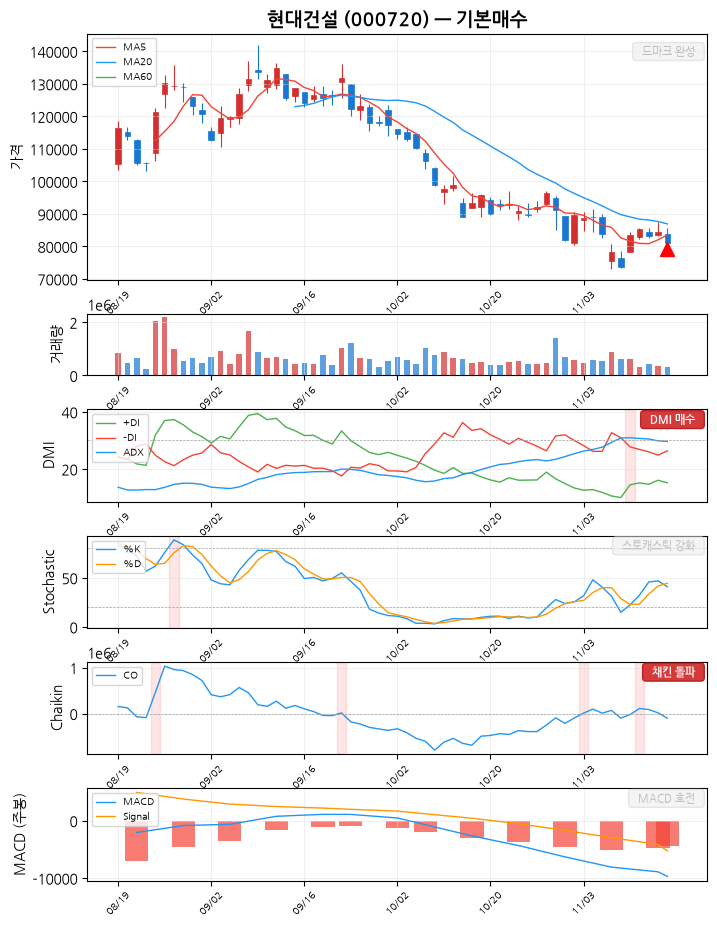 현대건설 (000720) — 기본매수
MA5
MA20
MA60
드마크 완성
가격
140000
130000
120000
110000
100000
90000
80000
70000
08/19 09/02 09/16 10/02 10/20 11/03
1e6
거래량
2
0
08/19 09/02 09/16 10/02 10/20 11/03
+DI
-DI
ADX
DMI 매수
DMI
40
20
08/19 09/02 09/16 10/02 10/20 11/03
%K
%D
스토캐스틱 강화
Stochastic
50
0
08/19 09/02 09/16 10/02 10/20 11/03
1e6
CO
채킨 돌파
Chaikin
1
0
08/19 09/02 09/16 10/02 10/20 11/03
MACD
Signal
MACD 호전
MACD (주봉)
0
-10000
08/19 09/02 09/16 10/02 10/20 11/03